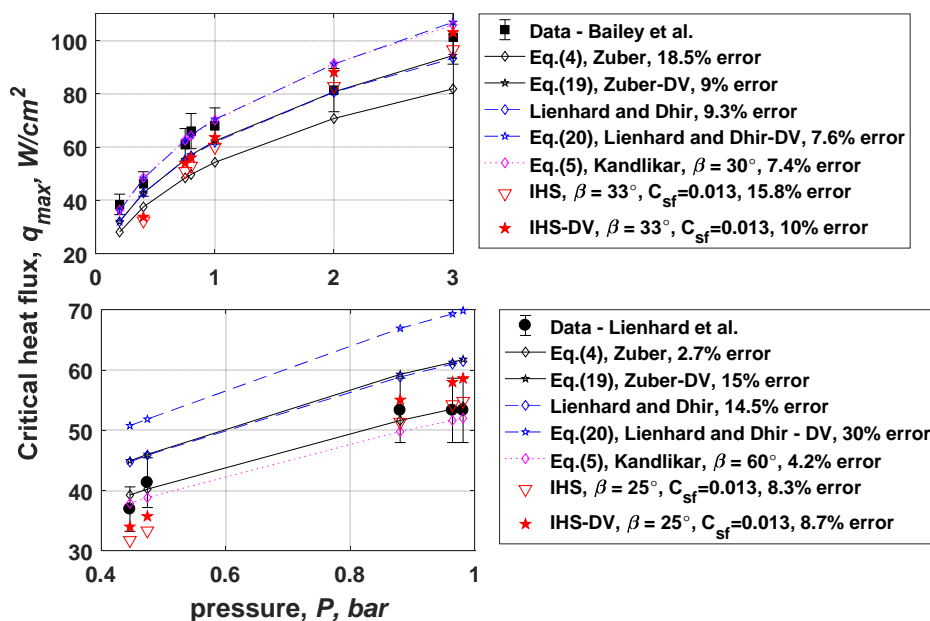 Critical heat flux, q_max, W/cm²
100
80
60
40
20
0
1
2
3
Data - Bailey et al.
Eq.(4), Zuber, 18.5% error
Eq.(19), Zuber-DV, 9% error
Lienhard and Dhir, 9.3% error
Eq.(20), Lienhard and Dhir-DV, 7.6% error
Eq.(5), Kandlikar, β = 30°, 7.4% error
IHS, β = 33°, C_sf=0.013, 15.8% error
IHS-DV, β = 33°, C_sf=0.013, 10% error
70
60
50
40
30
0.4
0.6
0.8
1
pressure, P, bar
Data - Lienhard et al.
Eq.(4), Zuber, 2.7% error
Eq.(19), Zuber-DV, 15% error
Lienhard and Dhir, 14.5% error
Eq.(20), Lienhard and Dhir - DV, 30% error
Eq.(5), Kandlikar, β = 60°, 4.2% error
IHS, β = 25°, C_sf=0.013, 8.3% error
IHS-DV, β = 25°, C_sf=0.013, 8.7% error